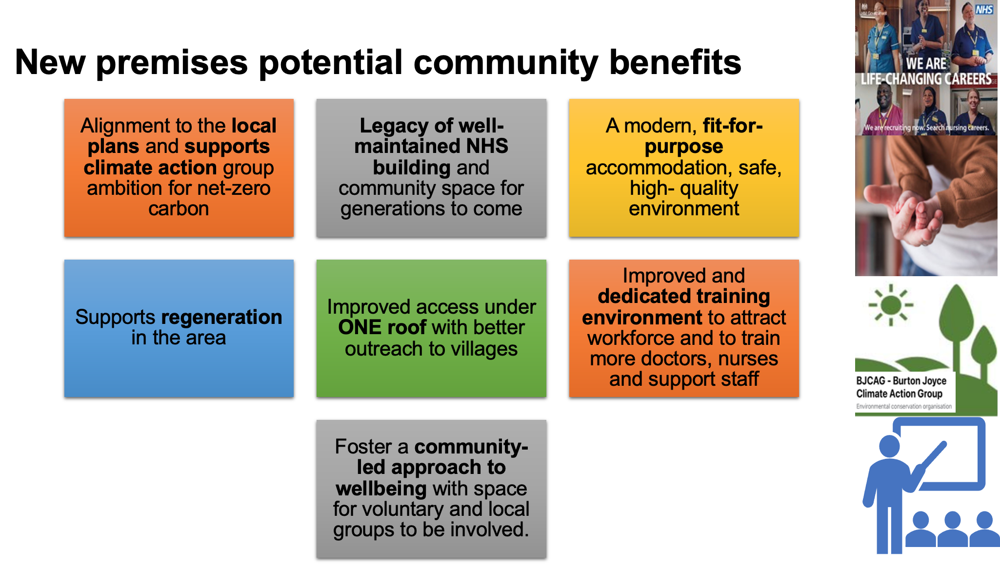 New premises potential community benefits
Alignment to the local
plans and supports
climate action group
ambition for net-zero
carbon
Legacy of well-
maintained NHS
building and
community space for
generations to come
A modern, fit-for-
purpose
accommodation, safe,
high- quality
environment
Supports regeneration
in the area
Improved access under
ONE roof with better
outreach to villages
Improved and
dedicated training
environment to attract
workforce and to train
more doctors, nurses
and support staff
Foster a community-
led approach to
wellbeing with space
for voluntary and local
groups to be involved.
HM Government
NHS
WE ARE
LIFE-CHANGING CAREERS
We are recruiting now. Search nursing careers.
BJCAG - Burton Joyce
Climate Action Group
Environmental conservation organisation